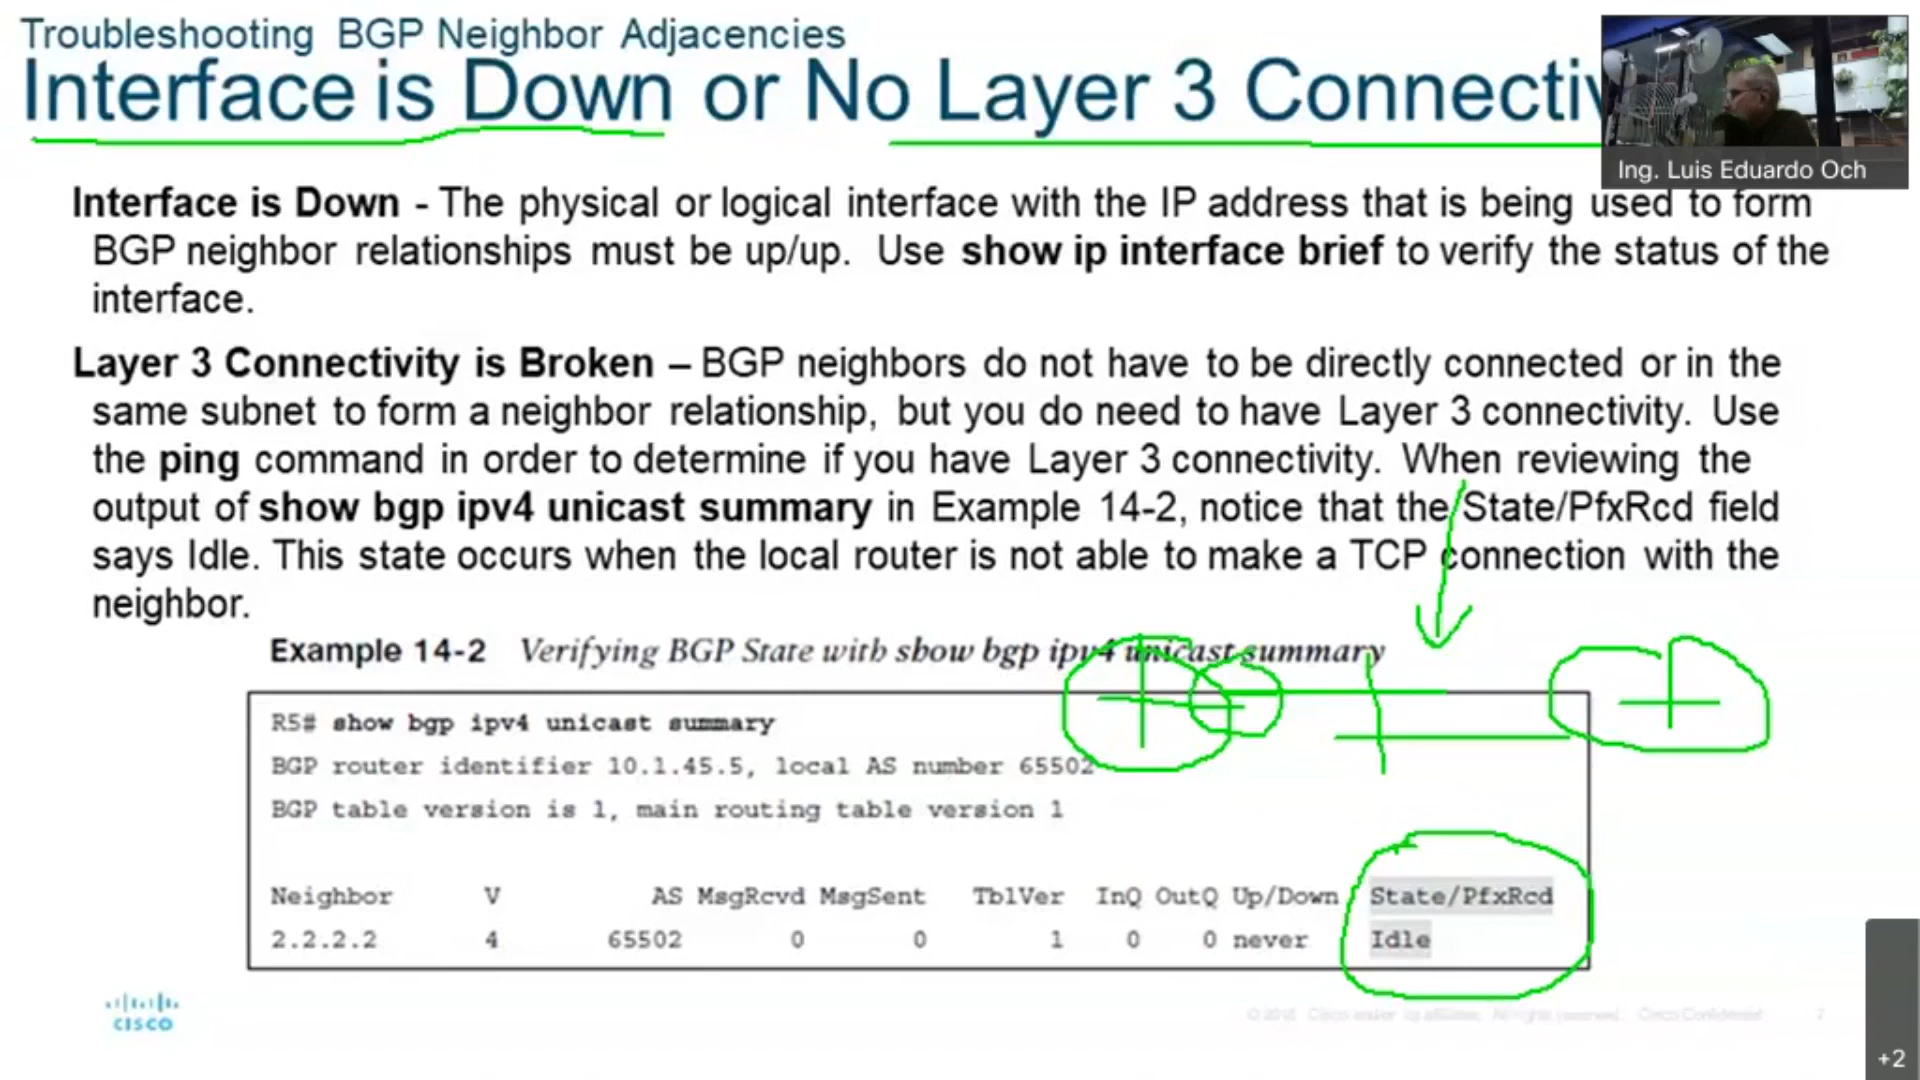 Troubleshooting BGP Neighbor Adjacencies
Interface is Down or No Layer 3 Connectiv
Ing. Luis Eduardo Och
Interface is Down - The physical or logical interface with the IP address that is being used to form
BGP neighbor relationships must be up/up. Use show ip interface brief to verify the status of the
interface.
Layer 3 Connectivity is Broken – BGP neighbors do not have to be directly connected or in the
same subnet to form a neighbor relationship, but you do need to have Layer 3 connectivity. Use
the ping command in order to determine if you have Layer 3 connectivity. When reviewing the
output of show bgp ipv4 unicast summary in Example 14-2, notice that the State/PfxRcd field
says Idle. This state occurs when the local router is not able to make a TCP connection with the
neighbor.
Example 14-2 Verifying BGP State with show bgp ipv4 unicast summary
R5# show bgp ipv4 unicast summary
BGP router identifier 10.1.45.5, local AS number 65502
BGP table version is 1, main routing table version 1
Neighbor V AS MsgRcvd MsgSent TblVer InQ OutQ Up/Down State/PfxRcd
2.2.2.2 4 65502 0 0 1 0 0 never Idle
CISCO
Cisco Confidential 7
+2